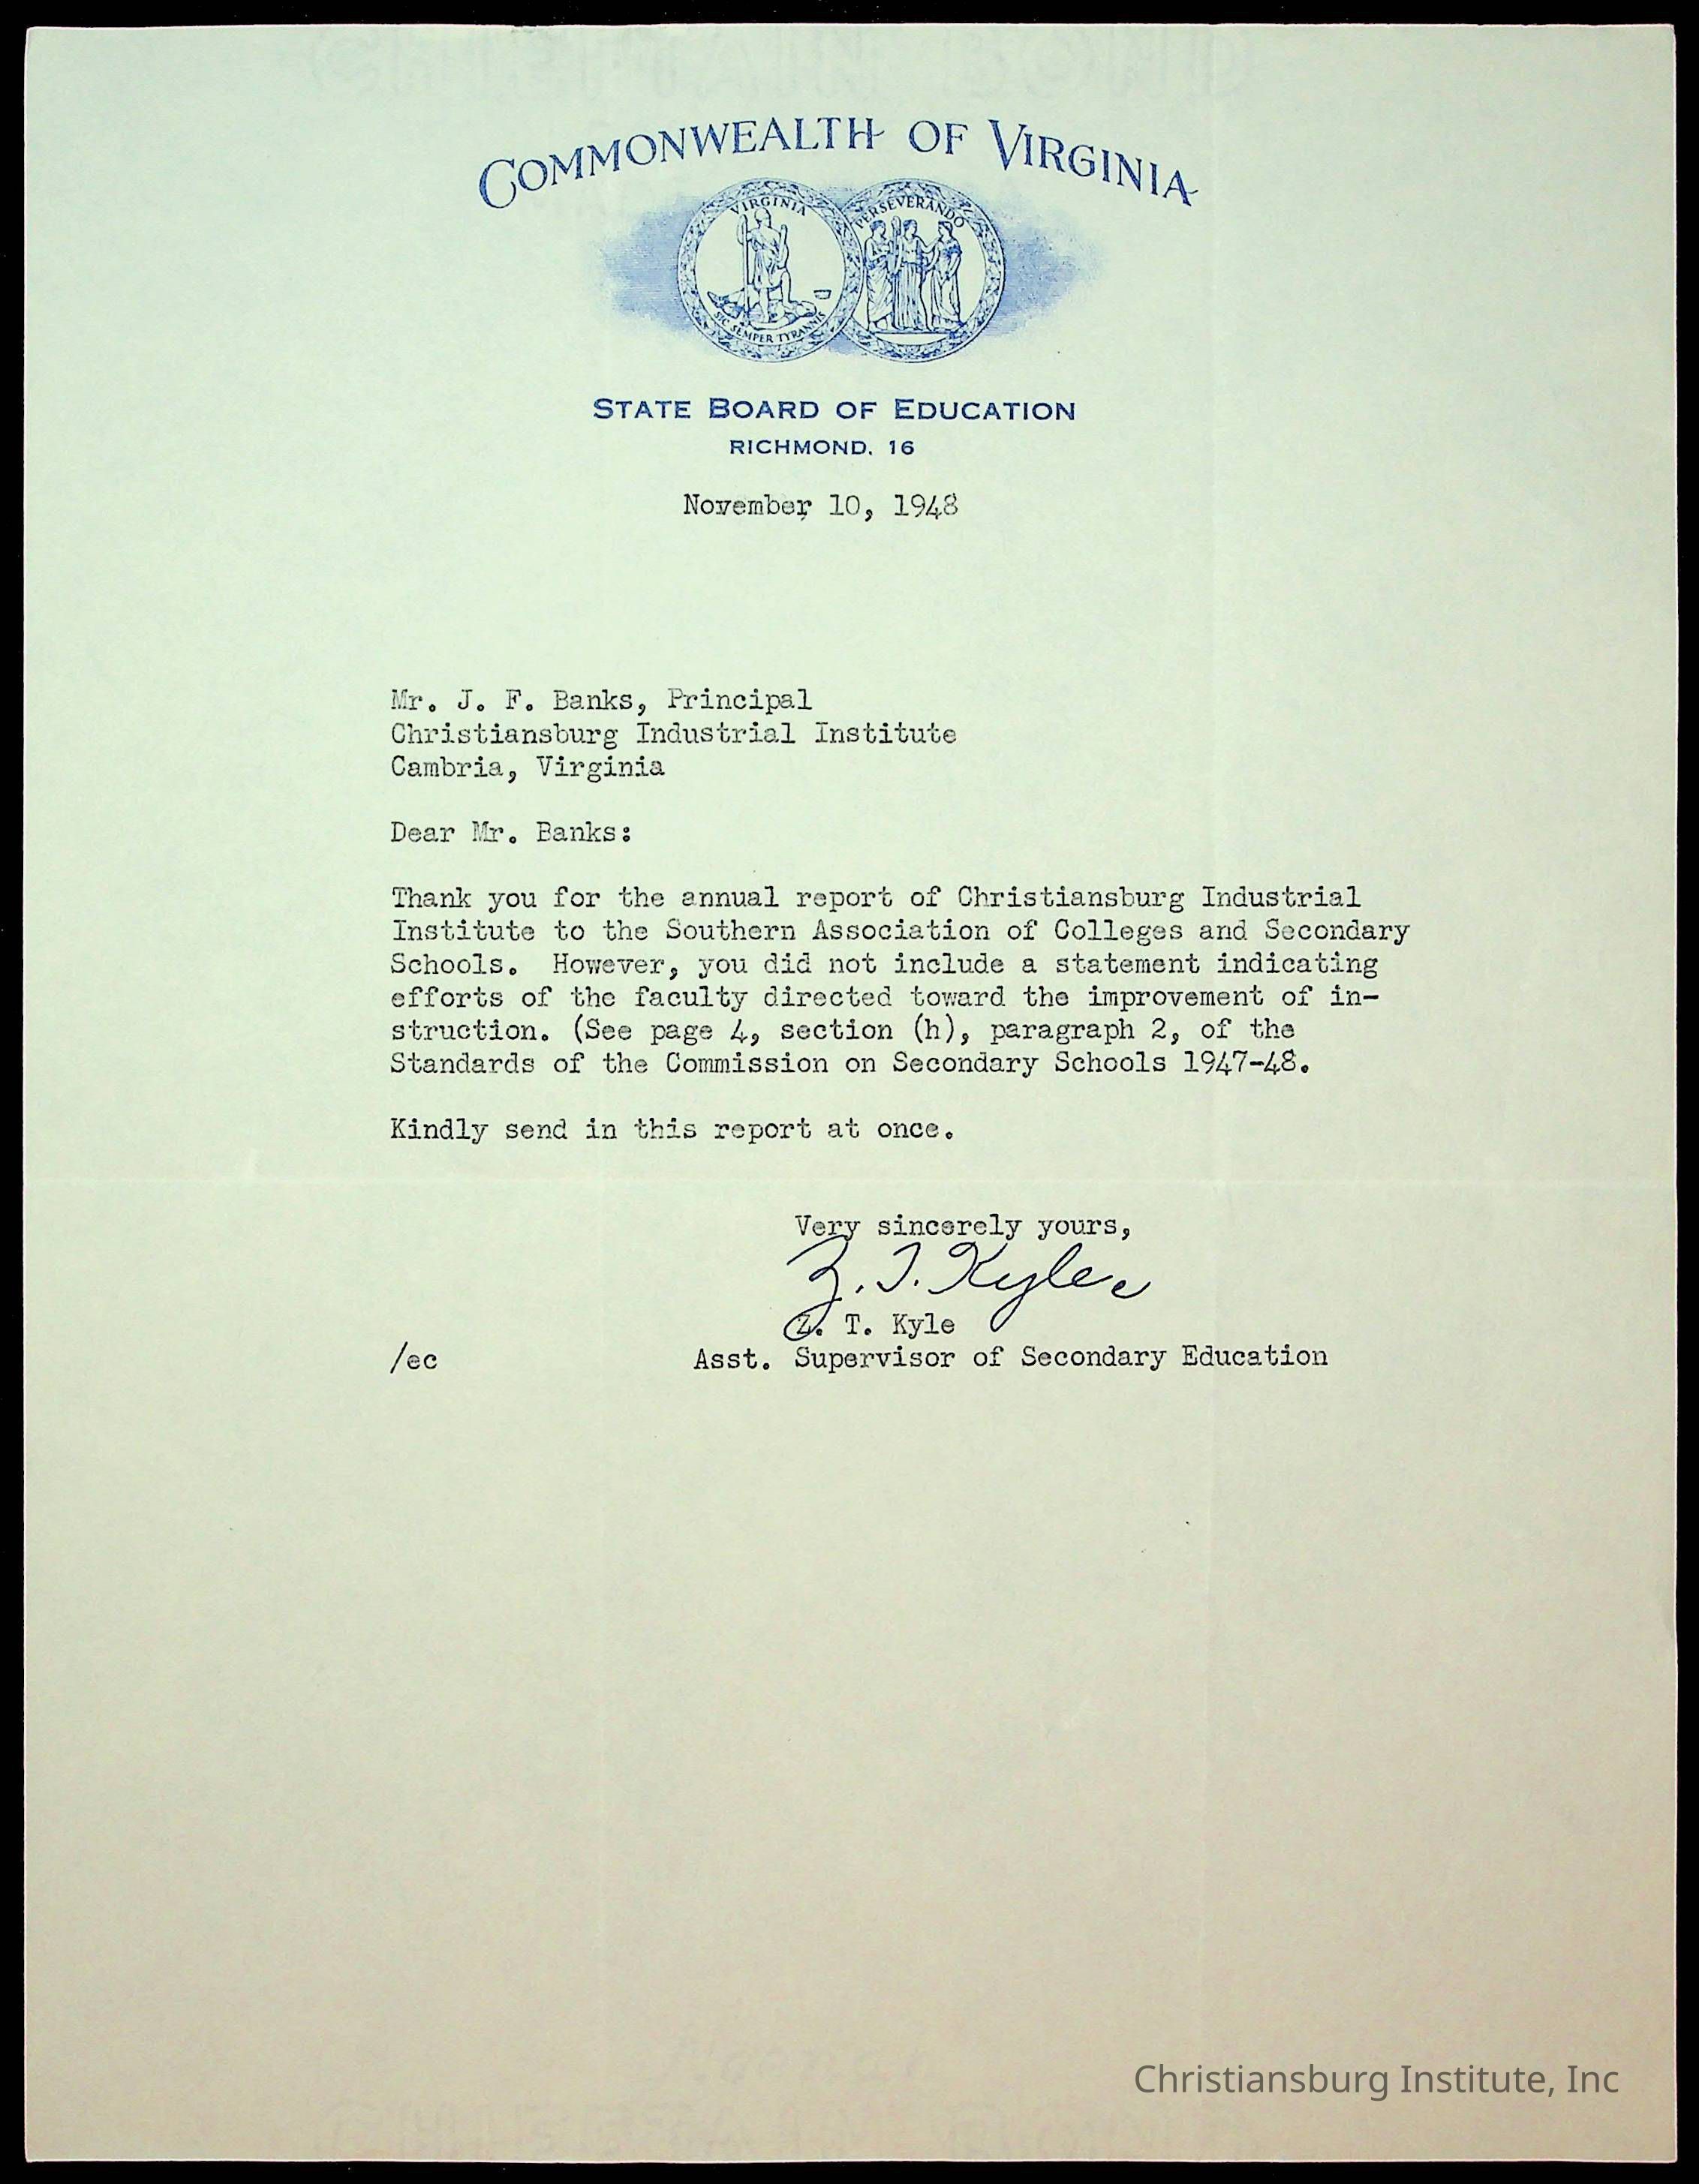 COMMONWEALTH OF VIRGINIA
VIRGINIA
PERSEVERANDO
SIC SEMPER TYRANNIS
STATE BOARD OF EDUCATION
RICHMOND, 16
November 10, 1948
Mr. J. F. Banks, Principal
Christiansburg Industrial Institute
Cambria, Virginia
Dear Mr. Banks:
Thank you for the annual report of Christiansburg Industrial
Institute to the Southern Association of Colleges and Secondary
Schools. However, you did not include a statement indicating
efforts of the faculty directed toward the improvement of in-
struction. (See page 4, section (h), paragraph 2, of the
Standards of the Commission on Secondary Schools 1947-48.
Kindly send in this report at once.
Very sincerely yours,
Z. T. Kyle
Z. T. Kyle
/ec Asst. Supervisor of Secondary Education
Christiansburg Institute, Inc